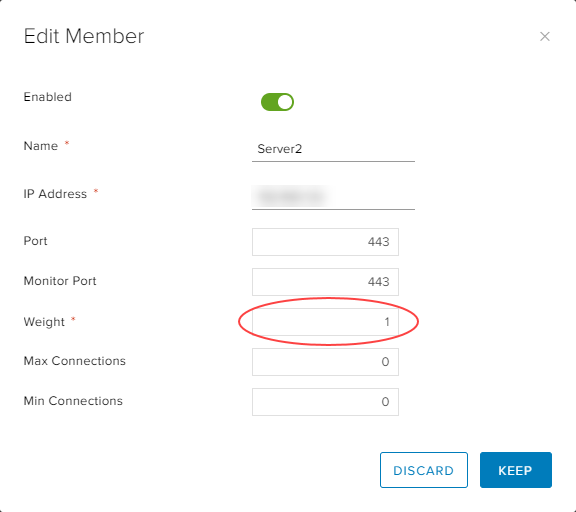 Edit Member
×
Enabled
Name *
Server2
IP Address *
Port
443
Monitor Port
443
Weight *
1
Max Connections
0
Min Connections
0
DISCARD
KEEP